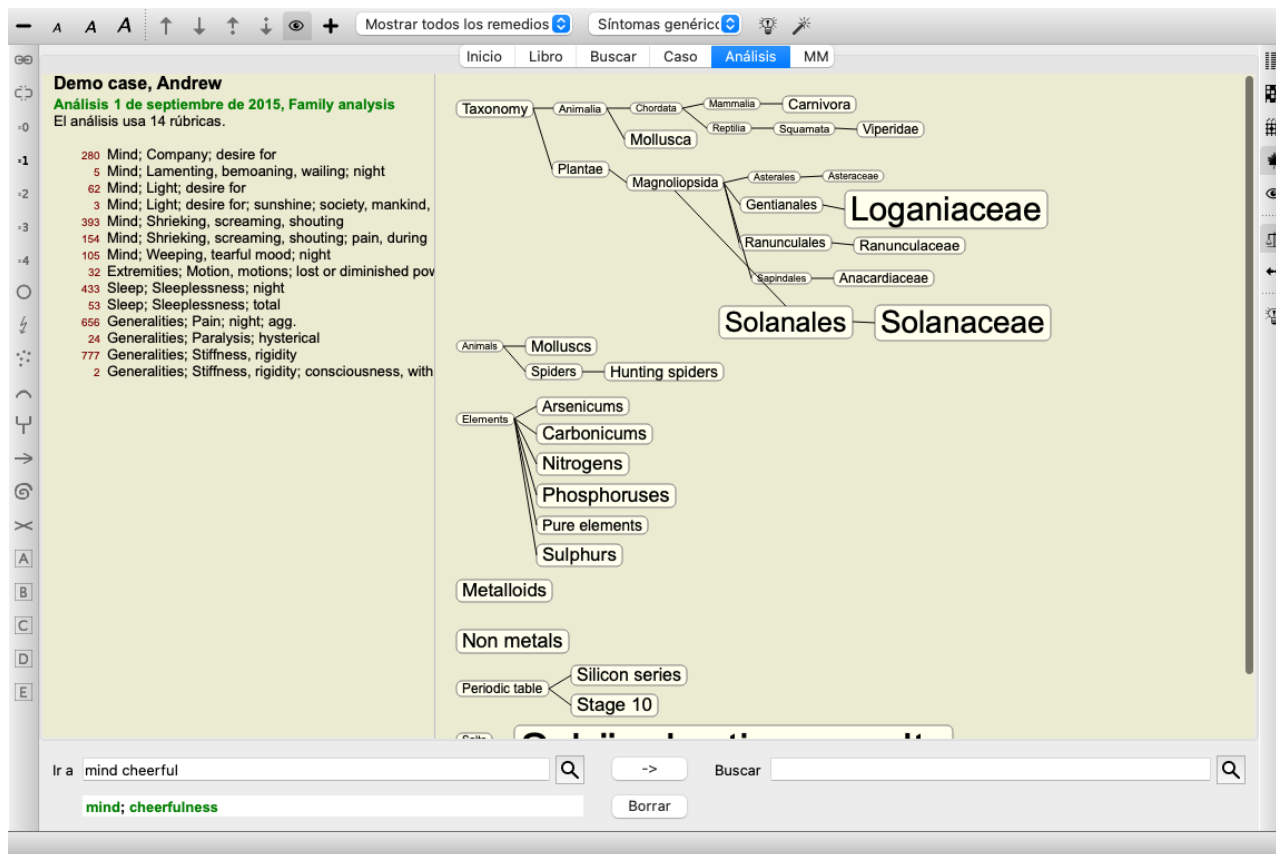 A A A Mostrar todos los remedios Síntomas genéric
Inicio Libro Buscar Caso Análisis MM
:0
:1
:2
:3
:4
A
B
C
D
E
Demo case, Andrew
Análisis 1 de septiembre de 2015, Family analysis
El análisis usa 14 rúbricas.
280 Mind; Company; desire for
5 Mind; Lamenting, bemoaning, wailing; night
62 Mind; Light; desire for
3 Mind; Light; desire for; sunshine; society, mankind,
393 Mind; Shrieking, screaming, shouting
154 Mind; Shrieking, screaming, shouting; pain, during
105 Mind; Weeping, tearful mood; night
32 Extremities; Motion, motions; lost or diminished pow
433 Sleep; Sleeplessness; night
53 Sleep; Sleeplessness; total
656 Generalities; Pain; night; agg.
24 Generalities; Paralysis; hysterical
777 Generalities; Stiffness, rigidity
2 Generalities; Stiffness, rigidity; consciousness, with
Taxonomy Animalia Chordata Mammalia Carnivora
Reptilia Squamata Viperidae
Mollusca
Plantae Magnoliopsida Asterales Asteraceae
Gentianales Loganiaceae
Ranunculales Ranunculaceae
Sapindales Anacardiaceae
Solanales Solanaceae
Animals Molluscs
Spiders Hunting spiders
Elements Arsenicums
Carbonicums
Nitrogens
Phosphoruses
Pure elements
Sulphurs
Metalloids
Non metals
Periodic table Silicon series
Stage 10
Ir a mind cheerful -> Buscar
mind; cheerfulness Borrar